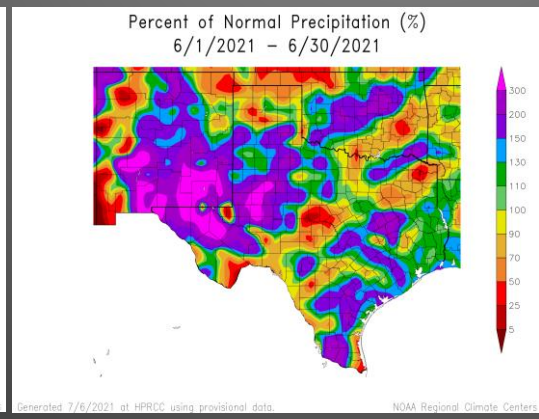 Percent of Normal Precipitation (%)
6/1/2021 – 6/30/2021
300
200
150
130
110
100
90
70
50
25
5
Generated 7/6/2021 at HPRCC using provisional data.
NOAA Regional Climate Centers